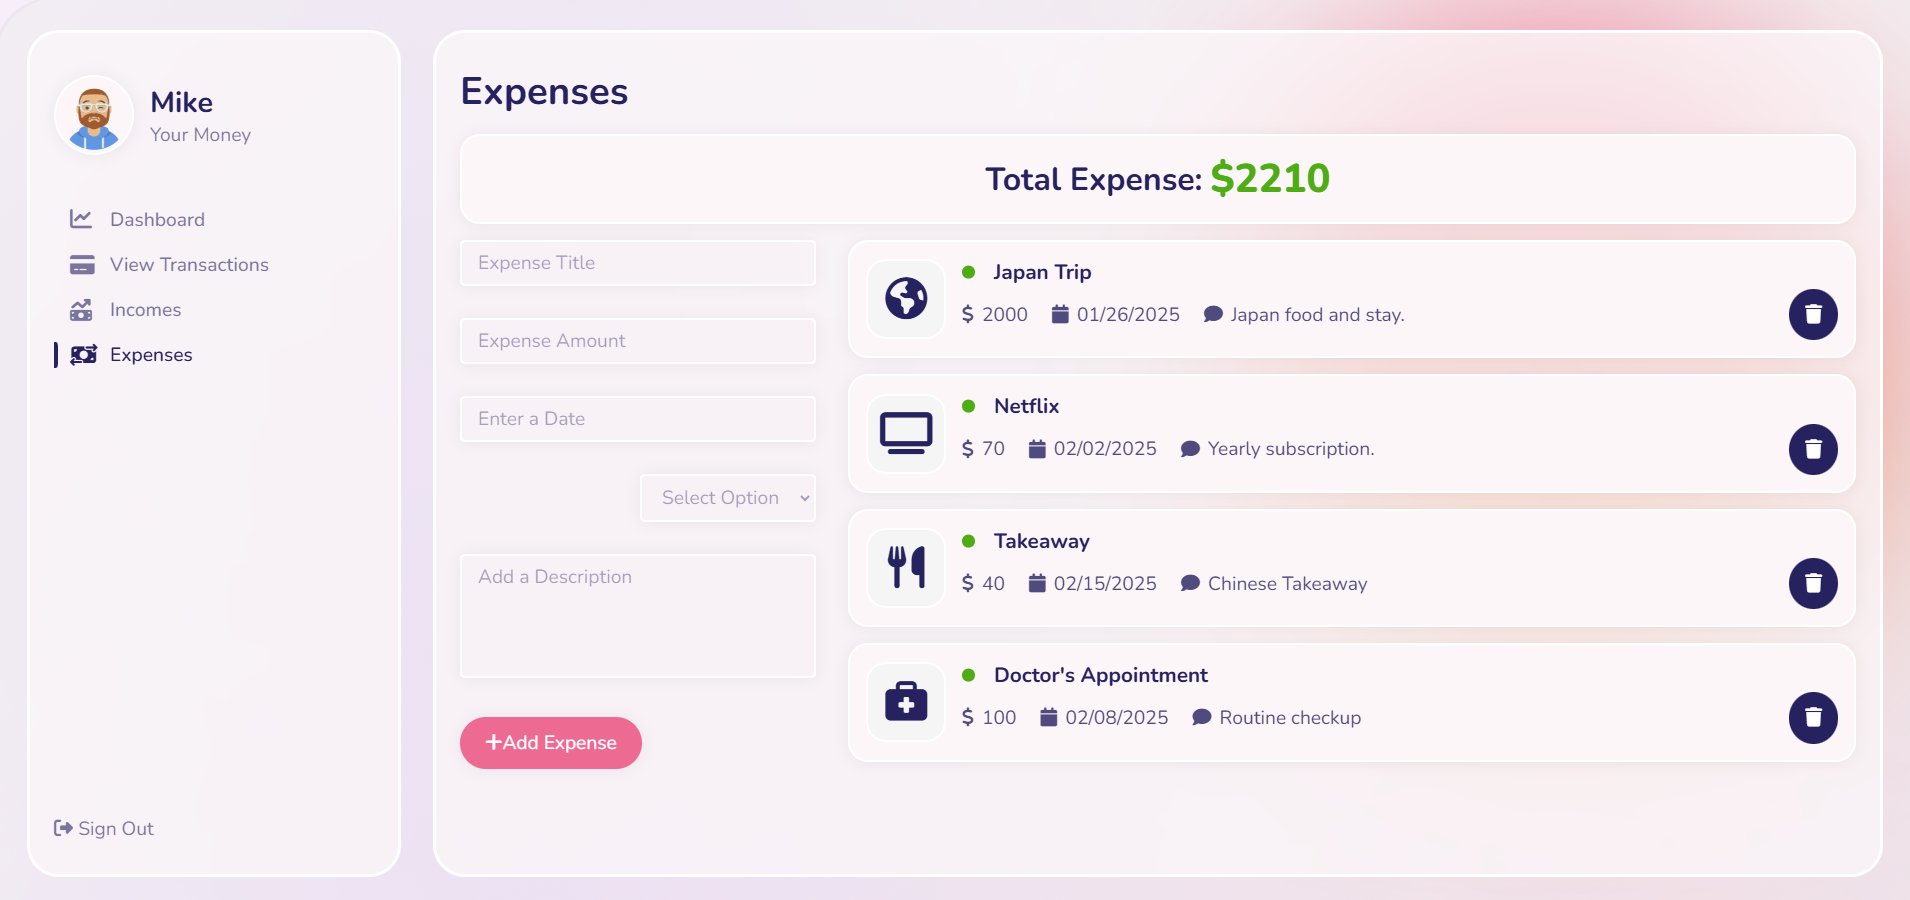 Mike
Your Money
Dashboard
View Transactions
Incomes
Expenses
Sign Out
Expenses
Total Expense: $2210
Expense Title
Expense Amount
Enter a Date
Select Option
Add a Description
Add Expense
Japan Trip
$ 2000 01/26/2025 Japan food and stay.
Netflix
$ 70 02/02/2025 Yearly subscription.
Takeaway
$ 40 02/15/2025 Chinese Takeaway
Doctor's Appointment
$ 100 02/08/2025 Routine checkup